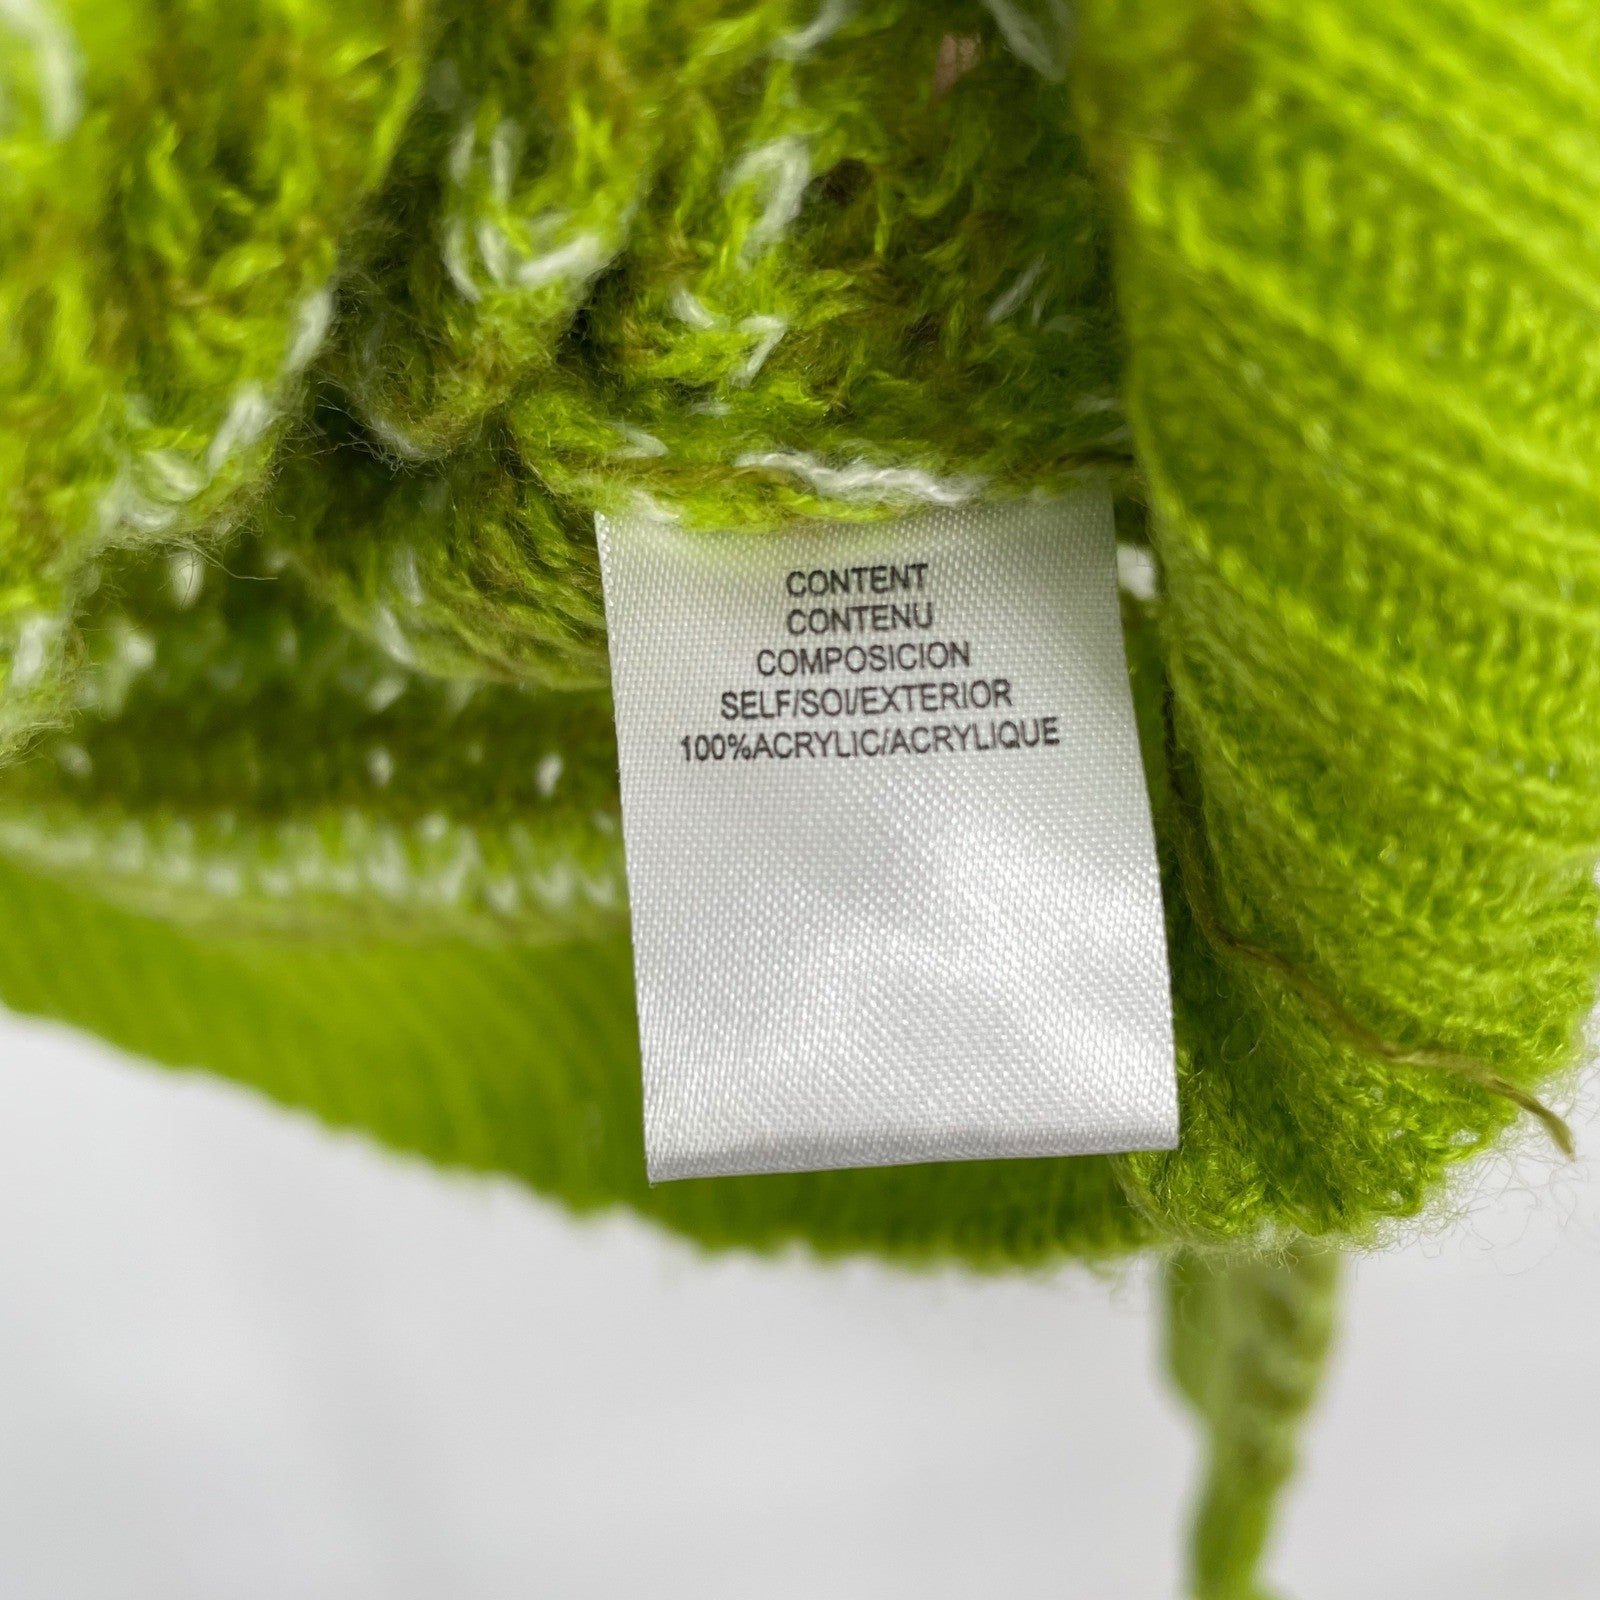 CONTENT
CONTENU
COMPOSICION
SELF/SOI/EXTERIOR
100%ACRYLIC/ACRYLIQUE